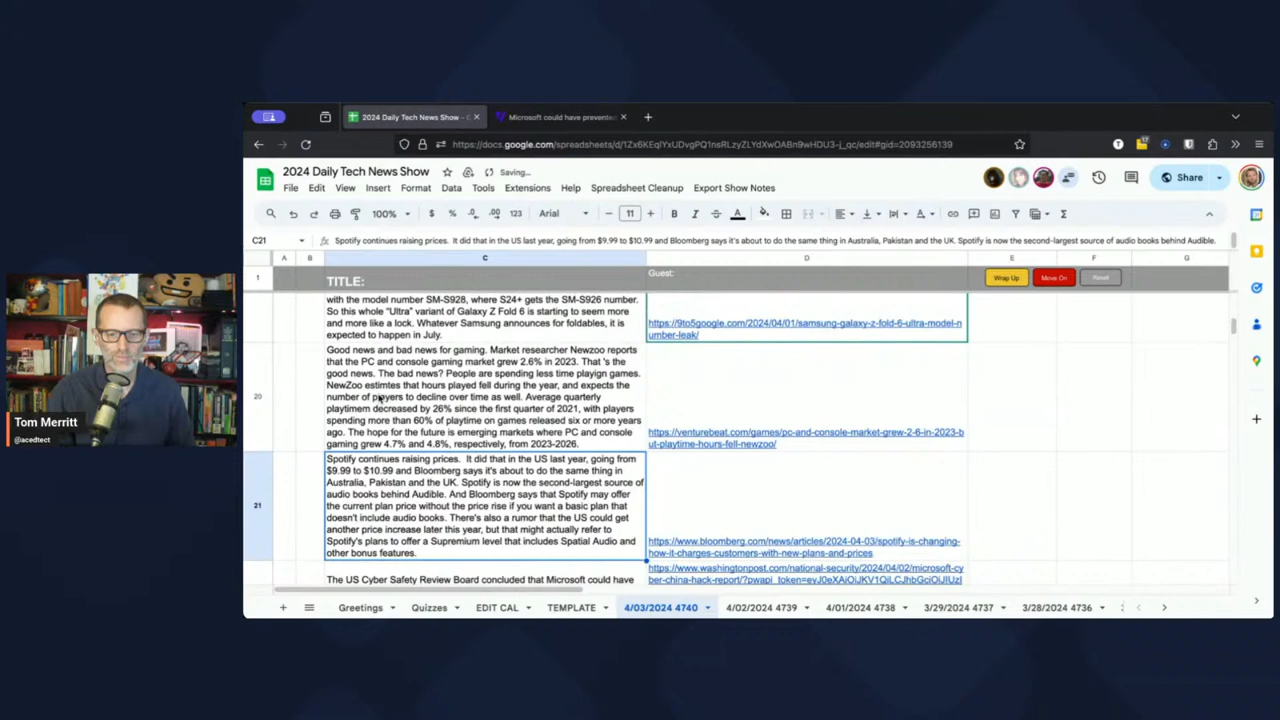 2024 Daily Tech News Show - G
Microsoft could have prevente
https://docs.google.com/spreadsheets/d/1Zx6KEqIYxUDvgPQ1nsRLzyZLYdXwOABn9wHDU3-j_qc/edit#gid=2093256139
2024 Daily Tech News Show
Saving...
File Edit View Insert Format Data Tools Extensions Help Spreadsheet Cleanup Export Show Notes
Share
100% $ % .0 .00 123 Arial 11 B I A
C21
Spotify continues raising prices. It did that in the US last year, going from $9.99 to $10.99 and Bloomberg says it's about to do the same thing in Australia, Pakistan and the UK. Spotify is now the second-largest source of audio books behind Audible.
A B C D E F G
1 TITLE: Guest: Wrap Up Move On Reset
with the model number SM-S928, where S24+ gets the SM-S926 number.
So this whole "Ultra" variant of Galaxy Z Fold 6 is starting to seem more
and more like a lock. Whatever Samsung announces for foldables, it is
expected to happen in July.
https://9to5google.com/2024/04/01/samsung-galaxy-z-fold-6-ultra-model-n
umber-leak/
20
Good news and bad news for gaming. Market researcher Newzoo reports
that the PC and console gaming market grew 2.6% in 2023. That 's the
good news. The bad news? People are spending less time playign games.
NewZoo estimtes that hours played fell during the year, and expects the
number of players to decline over time as well. Average quarterly
playtimem decreased by 26% since the first quarter of 2021, with players
spending more than 60% of playtime on games released six or more years
ago. The hope for the future is emerging markets where PC and console
gaming grew 4.7% and 4.8%, respectively, from 2023-2026.
https://venturebeat.com/games/pc-and-console-market-grew-2-6-in-2023-b
ut-playtime-hours-fell-newzoo/
21
Spotify continues raising prices. It did that in the US last year, going from
$9.99 to $10.99 and Bloomberg says it's about to do the same thing in
Australia, Pakistan and the UK. Spotify is now the second-largest source of
audio books behind Audible. And Bloomberg says that Spotify may offer
the current plan price without the price rise if you want a basic plan that
doesn't include audio books. There's also a rumor that the US could get
another price increase later this year, but that might actually refer to
Spotify's plans to offer a Supremium level that includes Spatial Audio and
other bonus features.
https://www.bloomberg.com/news/articles/2024-04-03/spotify-is-changing-
how-it-charges-customers-with-new-plans-and-prices
The US Cyber Safety Review Board concluded that Microsoft could have
https://www.washingtonpost.com/national-security/2024/04/02/microsoft-cy
ber-china-hack-report/?pwapi_token=eyJ0eXAiOiJKV1QiLCJhbGciOiJIUzI
Greetings Quizzes EDIT CAL TEMPLATE 4/03/2024 4740 4/02/2024 4739 4/01/2024 4738 3/29/2024 4737 3/28/2024 4736
Tom Merritt
@acedtect